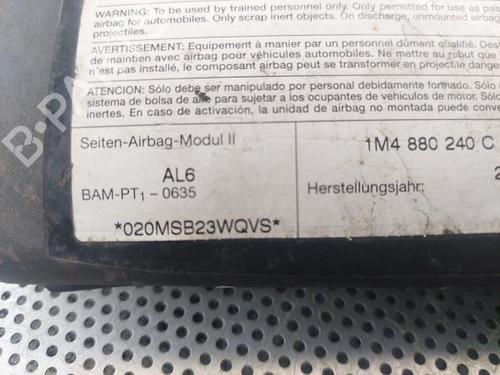 WARNING: To be used by trained personnel only. Only permitted for use as
airbag for automobiles. Only scrap inert objects. On discharge, unmounted airbag
projectiles.
AVERTISSEMENT: Equipement à manier par un personnel dûment qualifié. Des
de maintien avec airbag pour véhicules automobiles. Ne mettre au rebut que
n'est pas installé, le composant airbag peut se transformer en projectile dange
ATENCION: Sólo debe ser manipulado por personal debidamente formado. Sólo
sistema de bolsa de aire para sujetar a los ocupantes de vehículos de motor. Sólo
inertes. En caso de activación, la unidad de airbag no montada puede conver
Seiten-Airbag-Modul II
1M4 880 240 C
AL6
BAM-PT1 - 0635
Herstellungsjahr:
2
*020MSB23WQVS*
B-PA